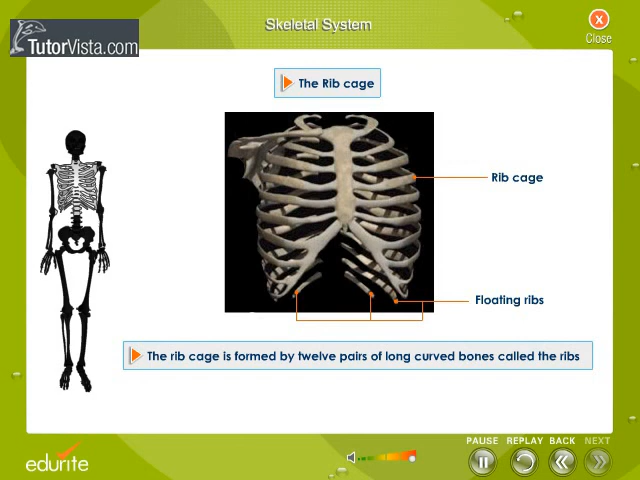 Skeletal System
X
Close
TutorVista.com
The Rib cage
Rib cage
Floating ribs
The rib cage is formed by twelve pairs of long curved bones called the ribs
PAUSE REPLAY BACK NEXT
edurite